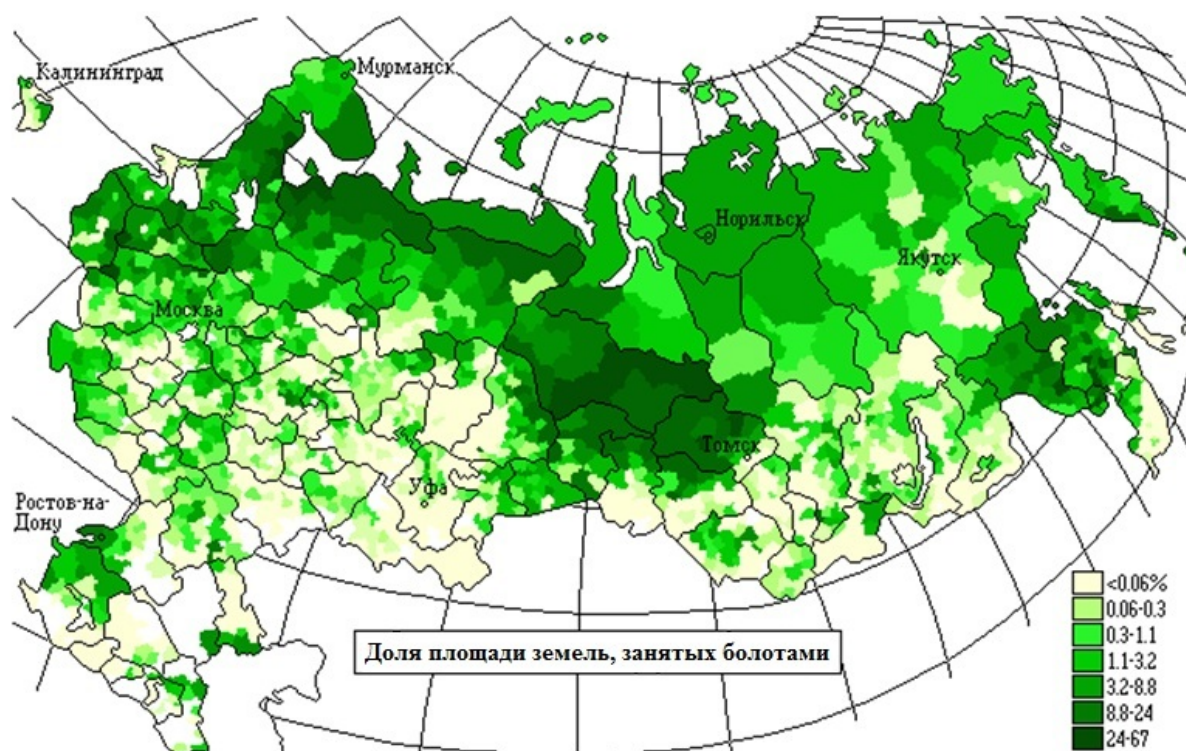 Калининград
Мурманск
Норильск
Якутск
Москва
Томск
Уфа
Ростов-на-
Дону
<0.06%
0.06-0.3
0.3-1.1
1.1-3.2
3.2-8.8
8.8-24
24-67
Доля площади земель, занятых болотами